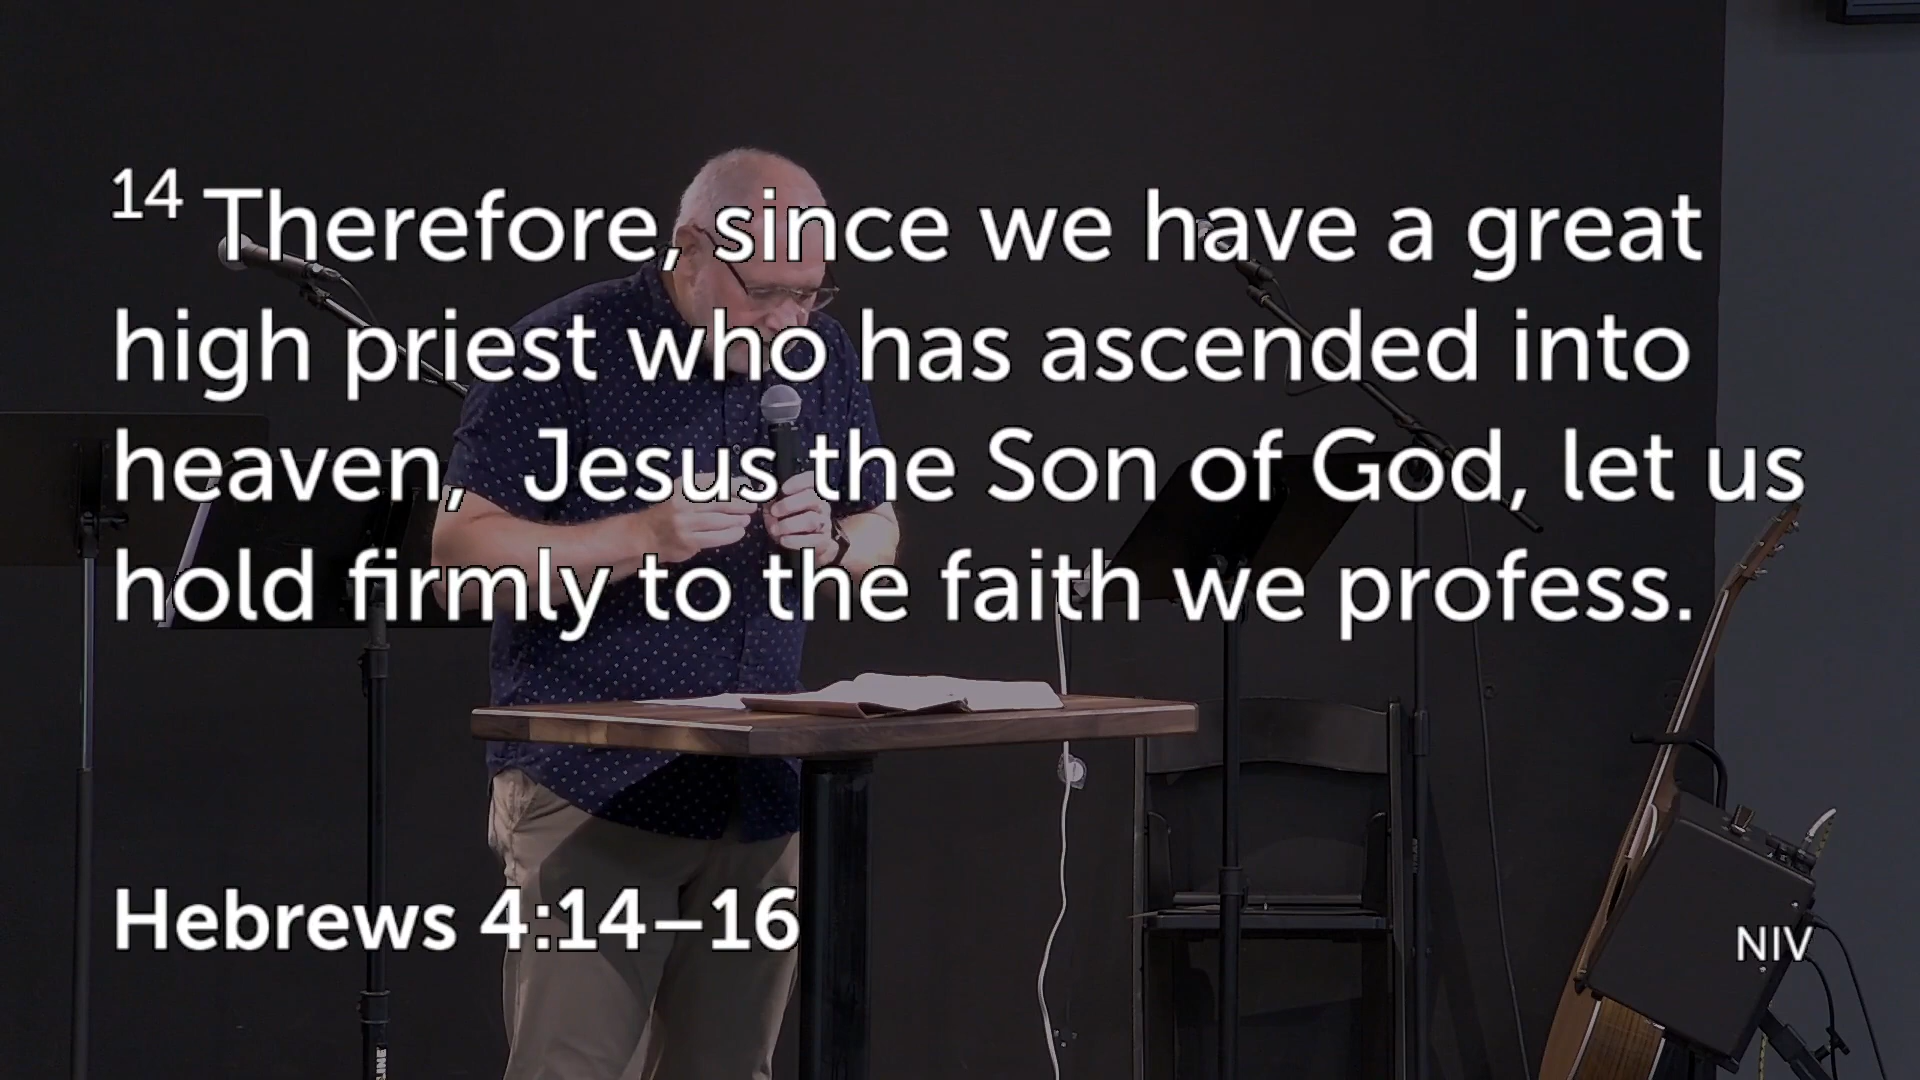 14 Therefore, since we have a great
high priest who has ascended into
heaven, Jesus the Son of God, let us
hold firmly to the faith we profess.
Hebrews 4:14–16
NIV